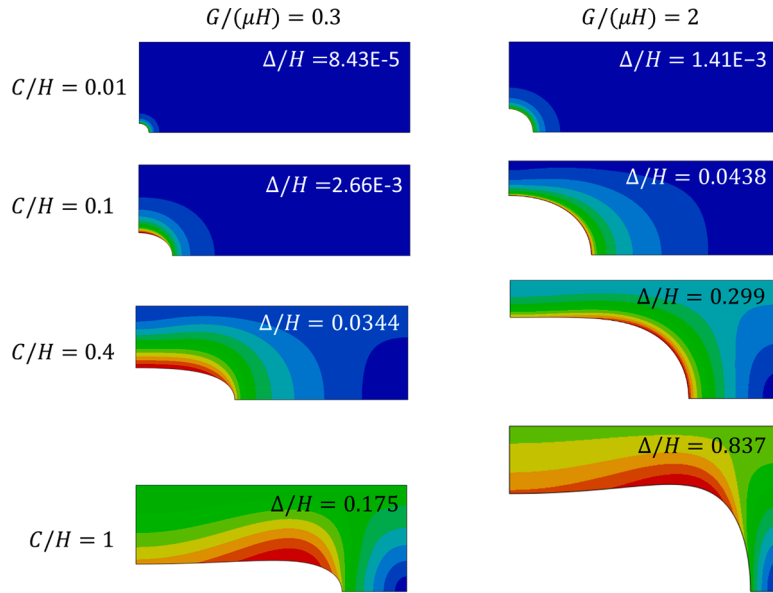 G/(μH) = 0.3 G/(μH) = 2
C/H = 0.01 Δ/H =8.43E-5 Δ/H = 1.41E−3
C/H = 0.1 Δ/H =2.66E-3 Δ/H = 0.0438
C/H = 0.4 Δ/H = 0.0344 Δ/H = 0.299
C/H = 1 Δ/H = 0.175 Δ/H = 0.837